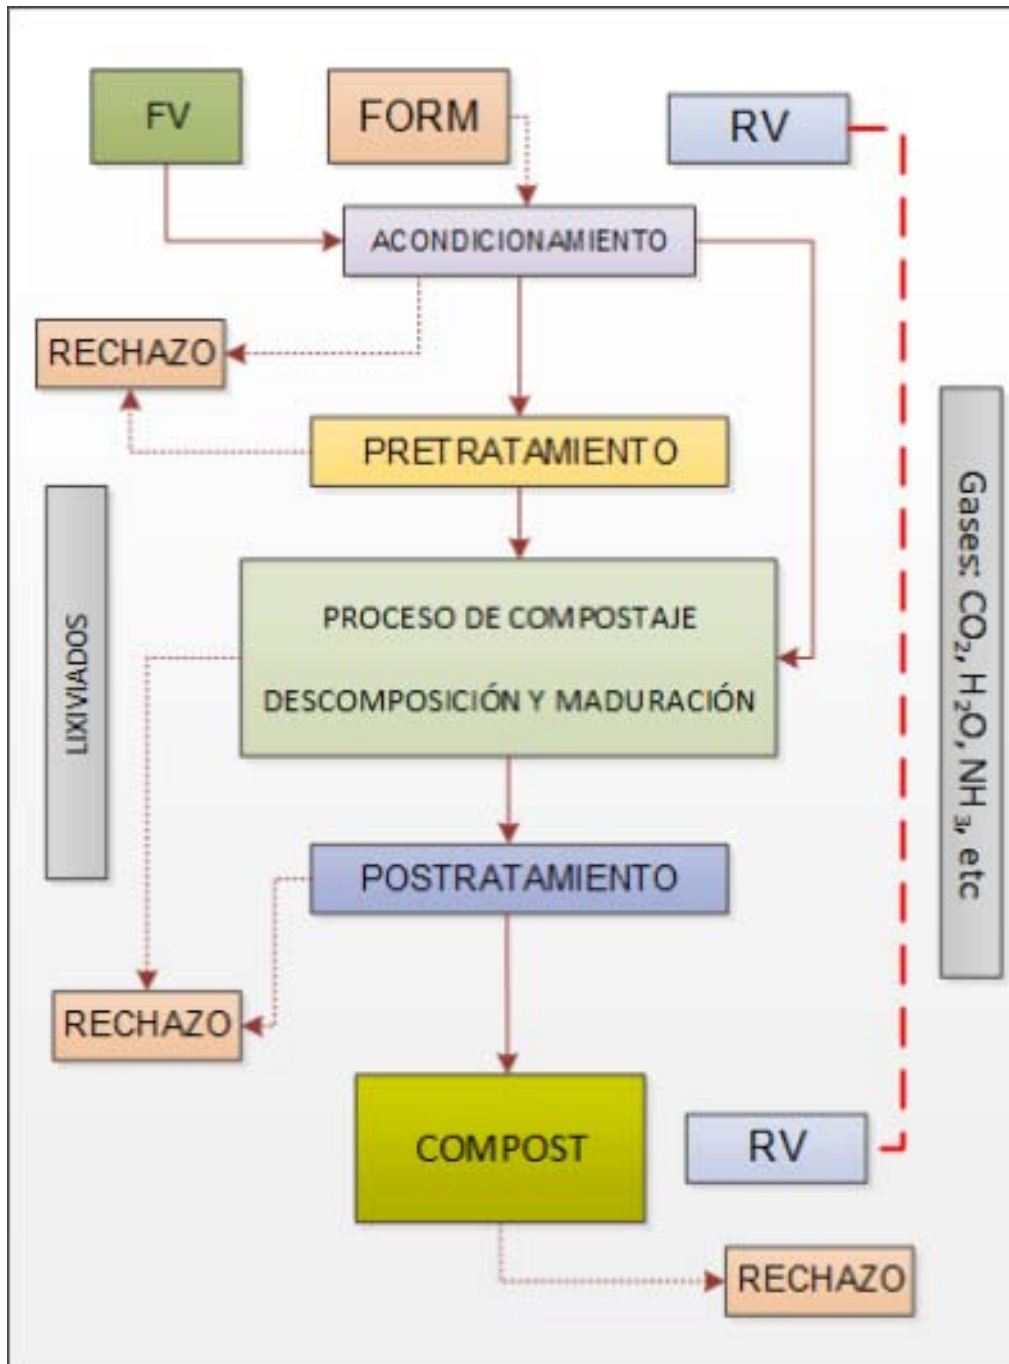 FV
FORM
RV
ACONDICIONAMIENTO
RECHAZO
PRETRATAMIENTO
LIXIVIADOS
PROCESO DE COMPOSTAJE
DESCOMPOSICIÓN Y MADURACIÓN
Gases: CO₂, H₂O, NH₃, etc
POSTRATAMIENTO
RECHAZO
COMPOST
RV
RECHAZO